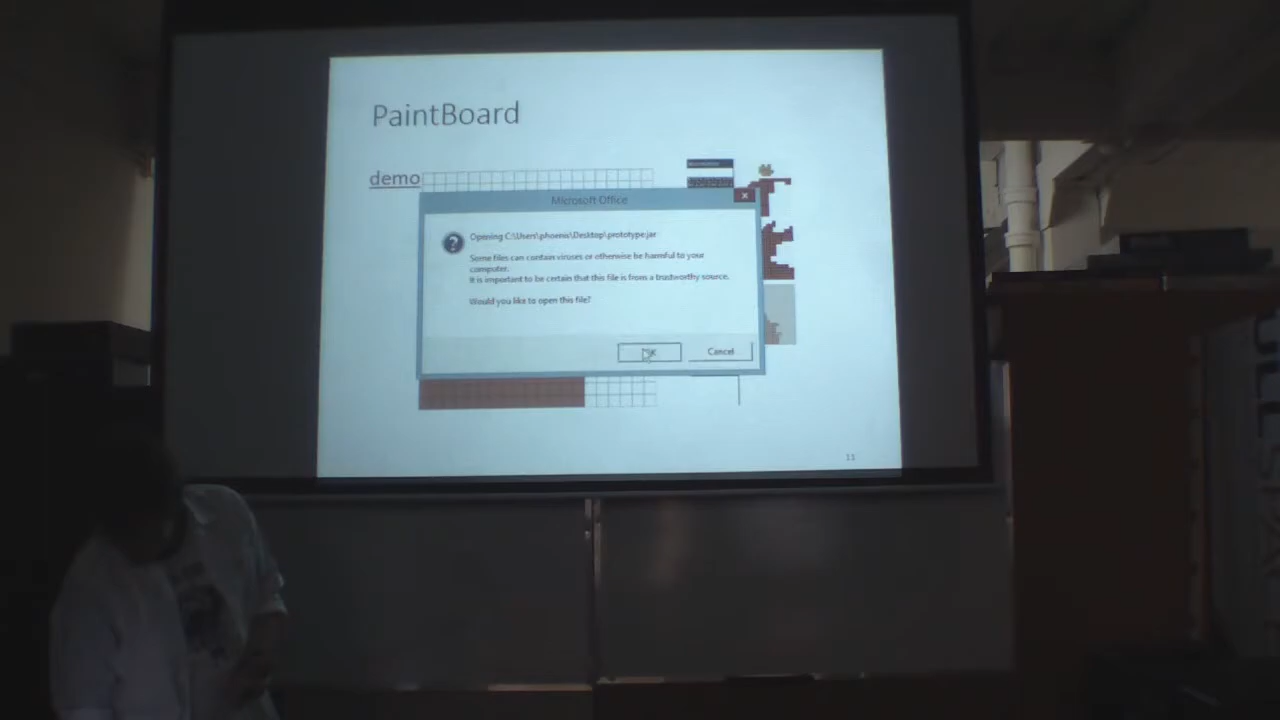 PaintBoard
demo
Microsoft Office
Opening C:\Users\phoenix\Desktop\prototype.jar
Some files can contain viruses or otherwise be harmful to your
computer.
It is important to be certain that this file is from a trustworthy source.
Would you like to open this file?
OK
Cancel
11